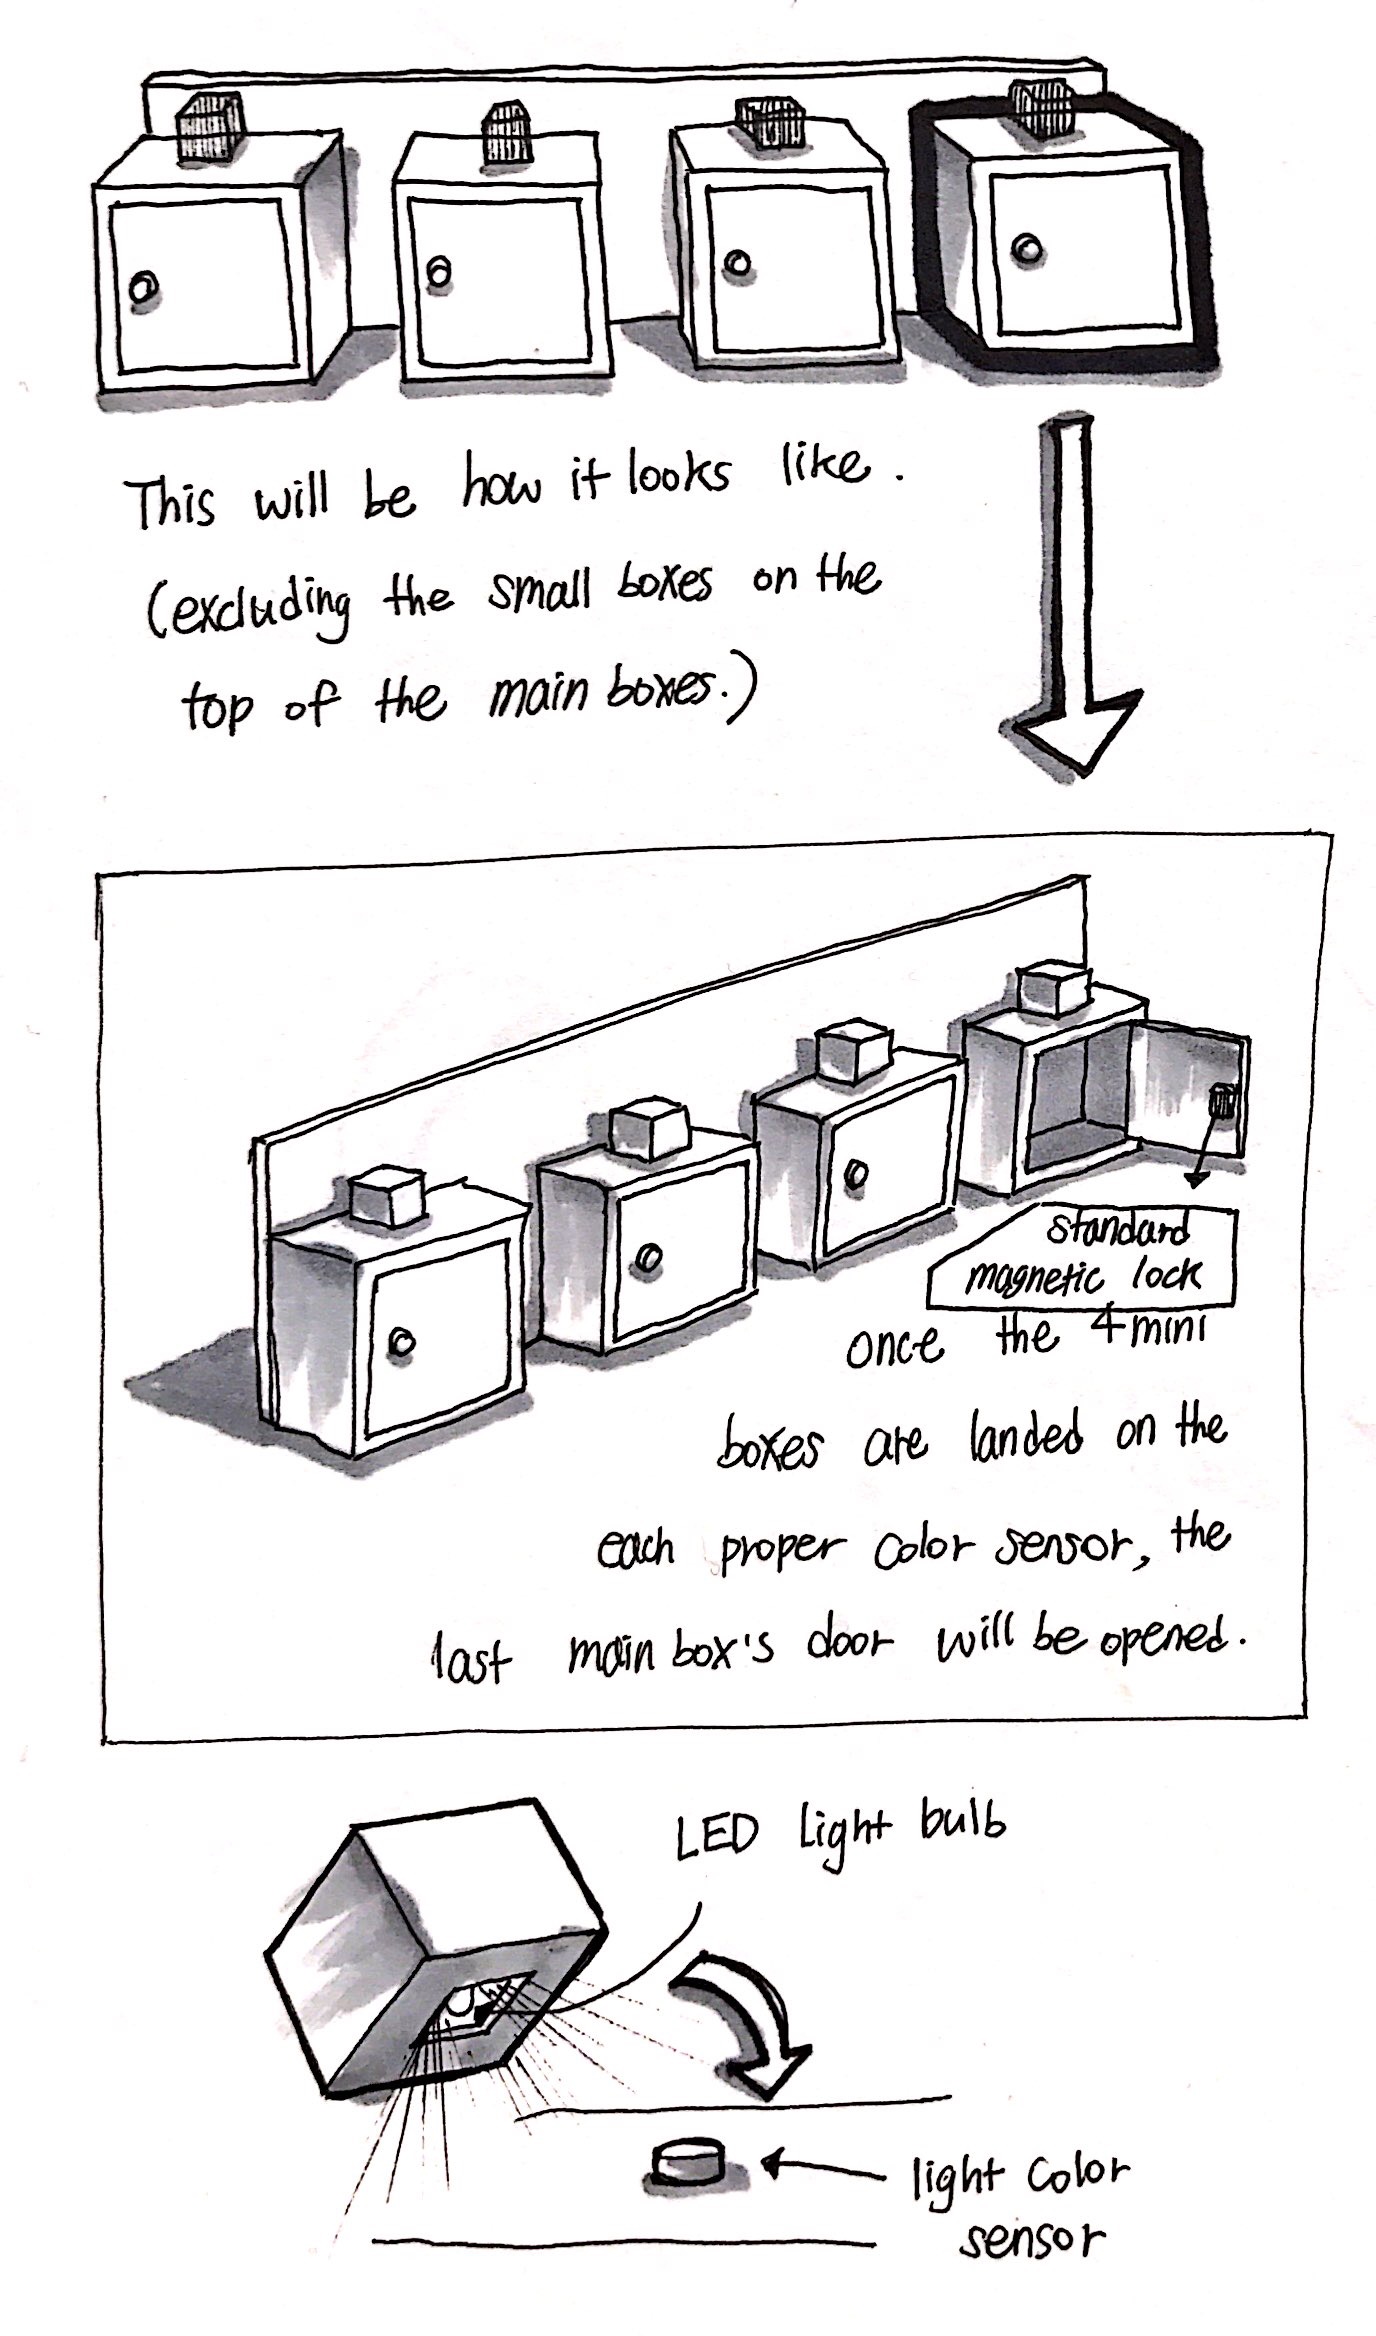 This will be how it looks like.
(excluding the small boxes on the
top of the main boxes.)
standard
magnetic lock
once the 4 mini
boxes are landed on the
each proper color sensor, the
last main box's door will be opened.
LED light bulb
light color
sensor